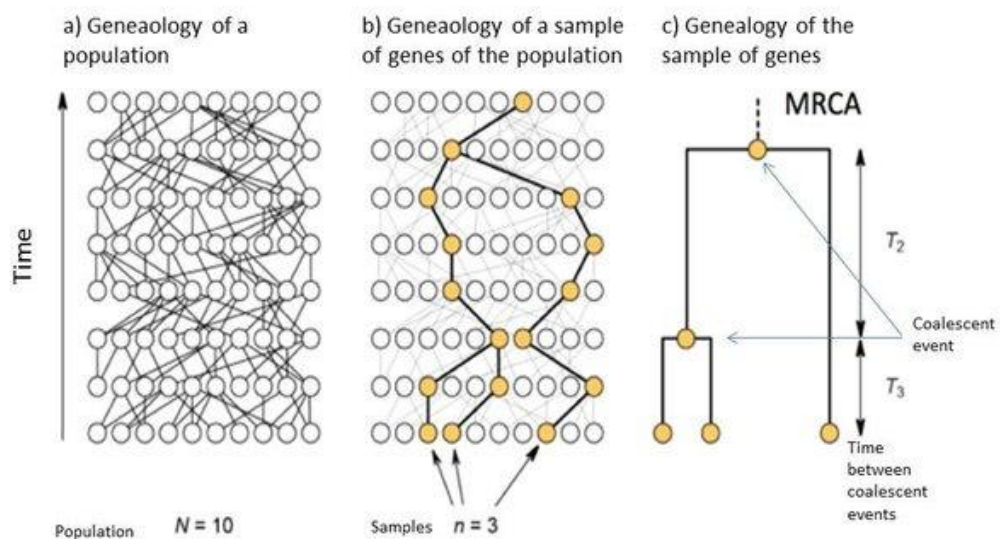 a) Geneaology of a
population
b) Geneaology of a sample
of genes of the population
c) Genealogy of the
sample of genes
MRCA
Time
T2
Coalescent
event
T3
Time
between
coalescent
events
Population N = 10
Samples n = 3